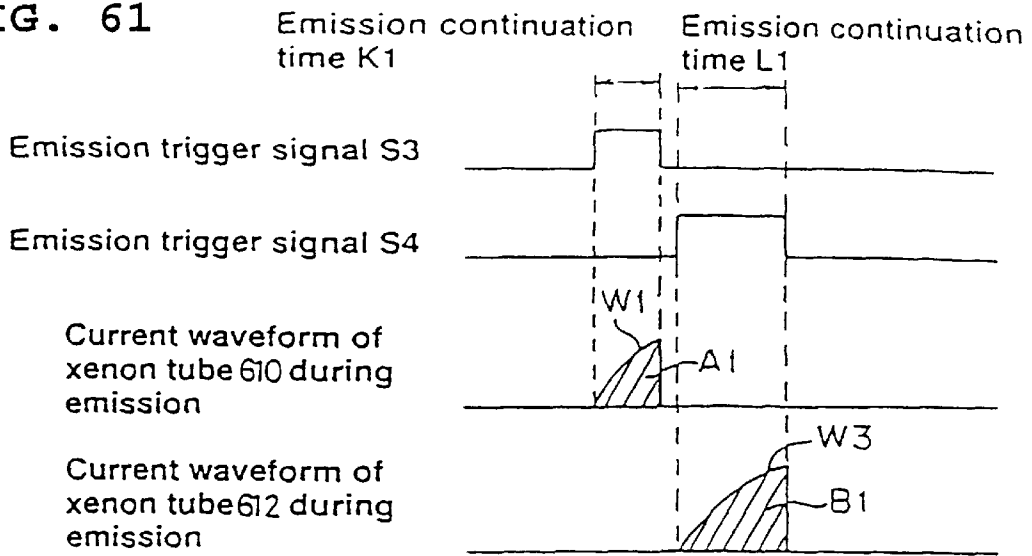 FIG. 61
Emission continuation
time K1
Emission continuation
time L1
Emission trigger signal S3
Emission trigger signal S4
Current waveform of
xenon tube 610 during
emission
W1
A1
Current waveform of
xenon tube 612 during
emission
W3
B1